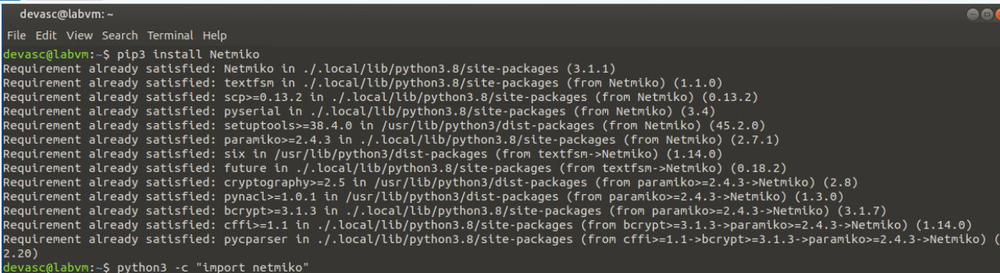 devasc@labvm: ~
File Edit View Search Terminal Help
devasc@labvm:~$ pip3 install Netmiko
Requirement already satisfied: Netmiko in ./.local/lib/python3.8/site-packages (3.1.1)
Requirement already satisfied: textfsm in ./.local/lib/python3.8/site-packages (from Netmiko) (1.1.0)
Requirement already satisfied: scp>=0.13.2 in ./.local/lib/python3.8/site-packages (from Netmiko) (0.13.2)
Requirement already satisfied: pyserial in ./.local/lib/python3.8/site-packages (from Netmiko) (3.4)
Requirement already satisfied: setuptools>=38.4.0 in /usr/lib/python3/dist-packages (from Netmiko) (45.2.0)
Requirement already satisfied: paramiko>=2.4.3 in ./.local/lib/python3.8/site-packages (from Netmiko) (2.7.1)
Requirement already satisfied: six in /usr/lib/python3/dist-packages (from textfsm->Netmiko) (1.14.0)
Requirement already satisfied: future in ./.local/lib/python3.8/site-packages (from textfsm->Netmiko) (0.18.2)
Requirement already satisfied: cryptography>=2.5 in /usr/lib/python3/dist-packages (from paramiko>=2.4.3->Netmiko) (2.8)
Requirement already satisfied: pynacl>=1.0.1 in /usr/lib/python3/dist-packages (from paramiko>=2.4.3->Netmiko) (1.3.0)
Requirement already satisfied: bcrypt>=3.1.3 in ./.local/lib/python3.8/site-packages (from paramiko>=2.4.3->Netmiko) (3.1.7)
Requirement already satisfied: cffi>=1.1 in ./.local/lib/python3.8/site-packages (from bcrypt>=3.1.3->paramiko>=2.4.3->Netmiko) (1.14.0)
Requirement already satisfied: pycparser in ./.local/lib/python3.8/site-packages (from cffi>=1.1->bcrypt>=3.1.3->paramiko>=2.4.3->Netmiko) (
2.20)
devasc@labvm:~$ python3 -c "import netmiko"